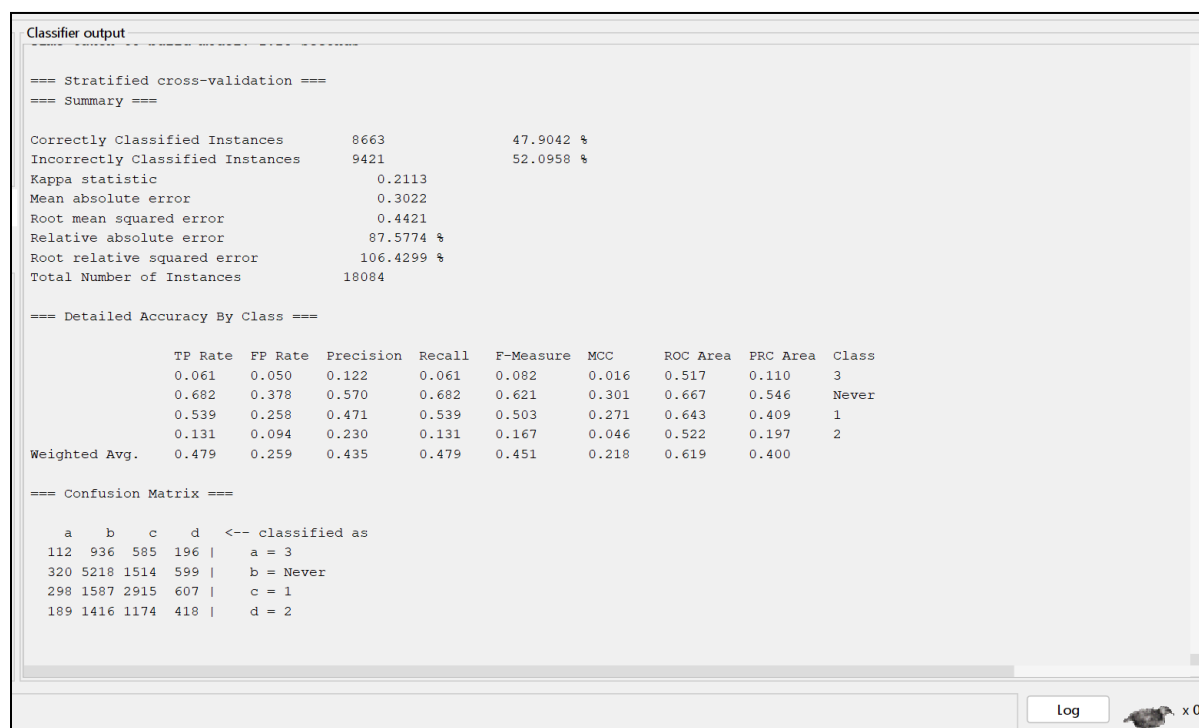 Classifier output
=== Stratified cross-validation ===
=== Summary ===
Correctly Classified Instances 8663 47.9042 %
Incorrectly Classified Instances 9421 52.0958 %
Kappa statistic 0.2113
Mean absolute error 0.3022
Root mean squared error 0.4421
Relative absolute error 87.5774 %
Root relative squared error 106.4299 %
Total Number of Instances 18084
=== Detailed Accuracy By Class ===
TP Rate FP Rate Precision Recall F-Measure MCC ROC Area PRC Area Class
0.061 0.050 0.122 0.061 0.082 0.016 0.517 0.110 3
0.682 0.378 0.570 0.682 0.621 0.301 0.667 0.546 Never
0.539 0.258 0.471 0.539 0.503 0.271 0.643 0.409 1
0.131 0.094 0.230 0.131 0.167 0.046 0.522 0.197 2
Weighted Avg. 0.479 0.259 0.435 0.479 0.451 0.218 0.619 0.400
=== Confusion Matrix ===
a b c d <-- classified as
112 936 585 196 | a = 3
320 5218 1514 599 | b = Never
298 1587 2915 607 | c = 1
189 1416 1174 418 | d = 2
Log
x 0